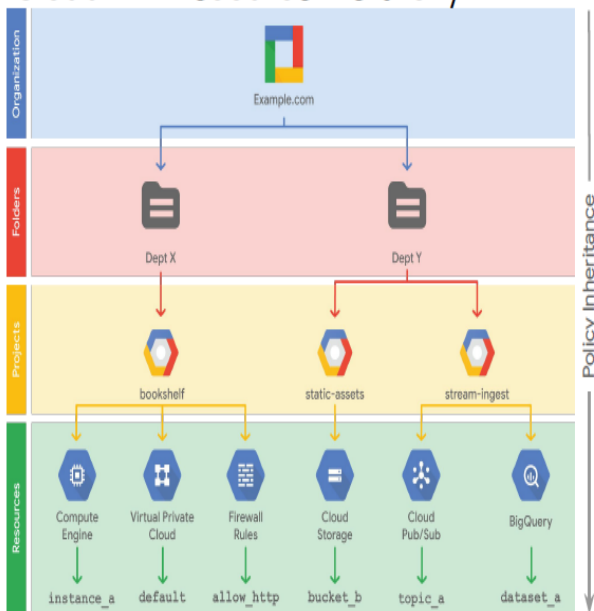 Organization
Example.com
Folders
Dept X
Dept Y
Projects
bookshelf
static-assets
stream-ingest
Resources
Compute
Engine
Virtual Private
Cloud
Firewall
Rules
Cloud
Storage
Cloud
Pub/Sub
BigQuery
instance_a
default
allow_http
bucket_b
topic_a
dataset_a
Policy Inheritance